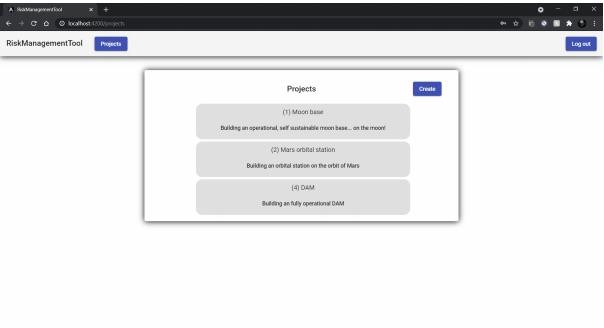 RiskManagementTool
localhost:4200/projects
RiskManagementTool Projects Log out
Projects Create
(1) Moon base
Building an operational, self sustainable moon base... on the moon!
(2) Mars orbital station
Building an orbital station on the orbit of Mars
(4) DAM
Building an fully operational DAM